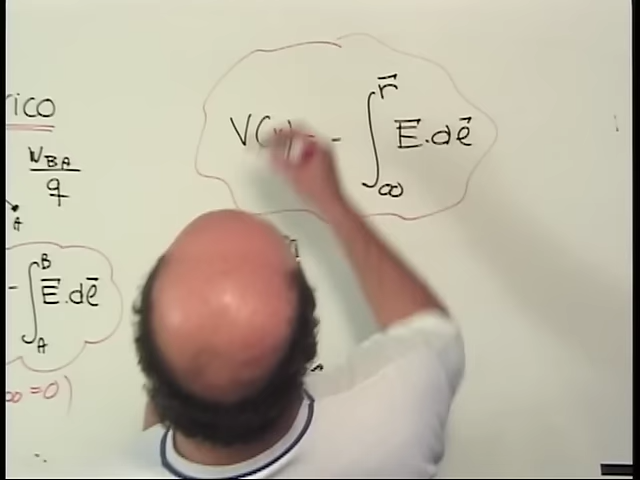 RICO
W_BA / q
A
- ∫_A^B E⃗.dℓ⃗
∞ = 0)
V(r) = - ∫_∞^r⃗ E⃗.dℓ⃗